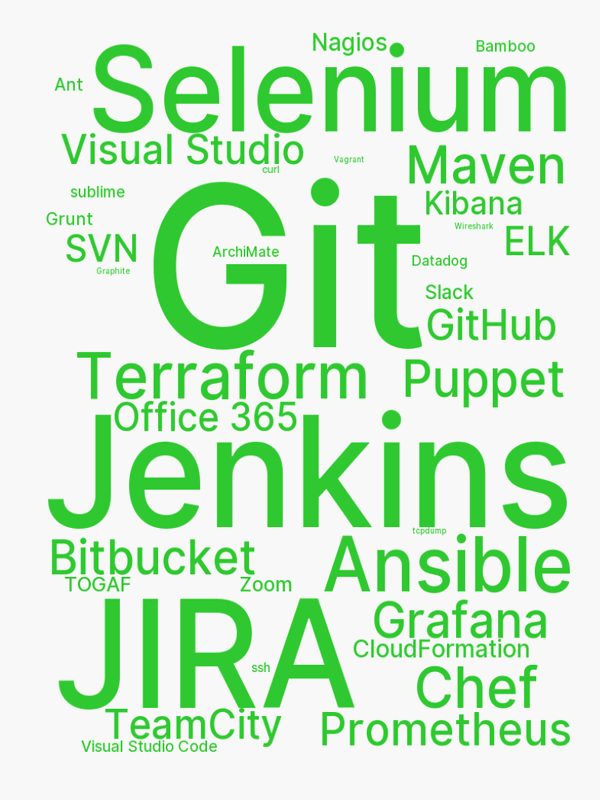 Nagios
Bamboo
Selenium
Ant
Visual Studio
Vagrant
curl
Maven
sublime
Kibana
Grunt
Wireshark
SVN
ELK
Git
ArchiMate
Datadog
Graphite
Slack
GitHub
Terraform
Puppet
Office 365
Jenkins
tcpdump
Bitbucket
Ansible
TOGAF
Zoom
Grafana
JIRA
CloudFormation
ssh
Chef
TeamCity
Prometheus
Visual Studio Code